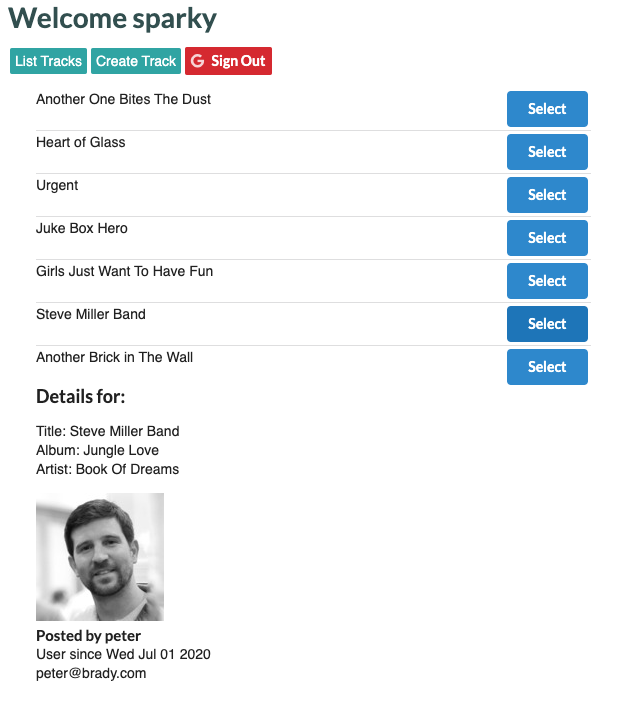 Welcome sparky
List Tracks Create Track G Sign Out
Another One Bites The Dust Select
Heart of Glass Select
Urgent Select
Juke Box Hero Select
Girls Just Want To Have Fun Select
Steve Miller Band Select
Another Brick in The Wall Select
Details for:
Title: Steve Miller Band
Album: Jungle Love
Artist: Book Of Dreams
Posted by peter
User since Wed Jul 01 2020
peter@brady.com